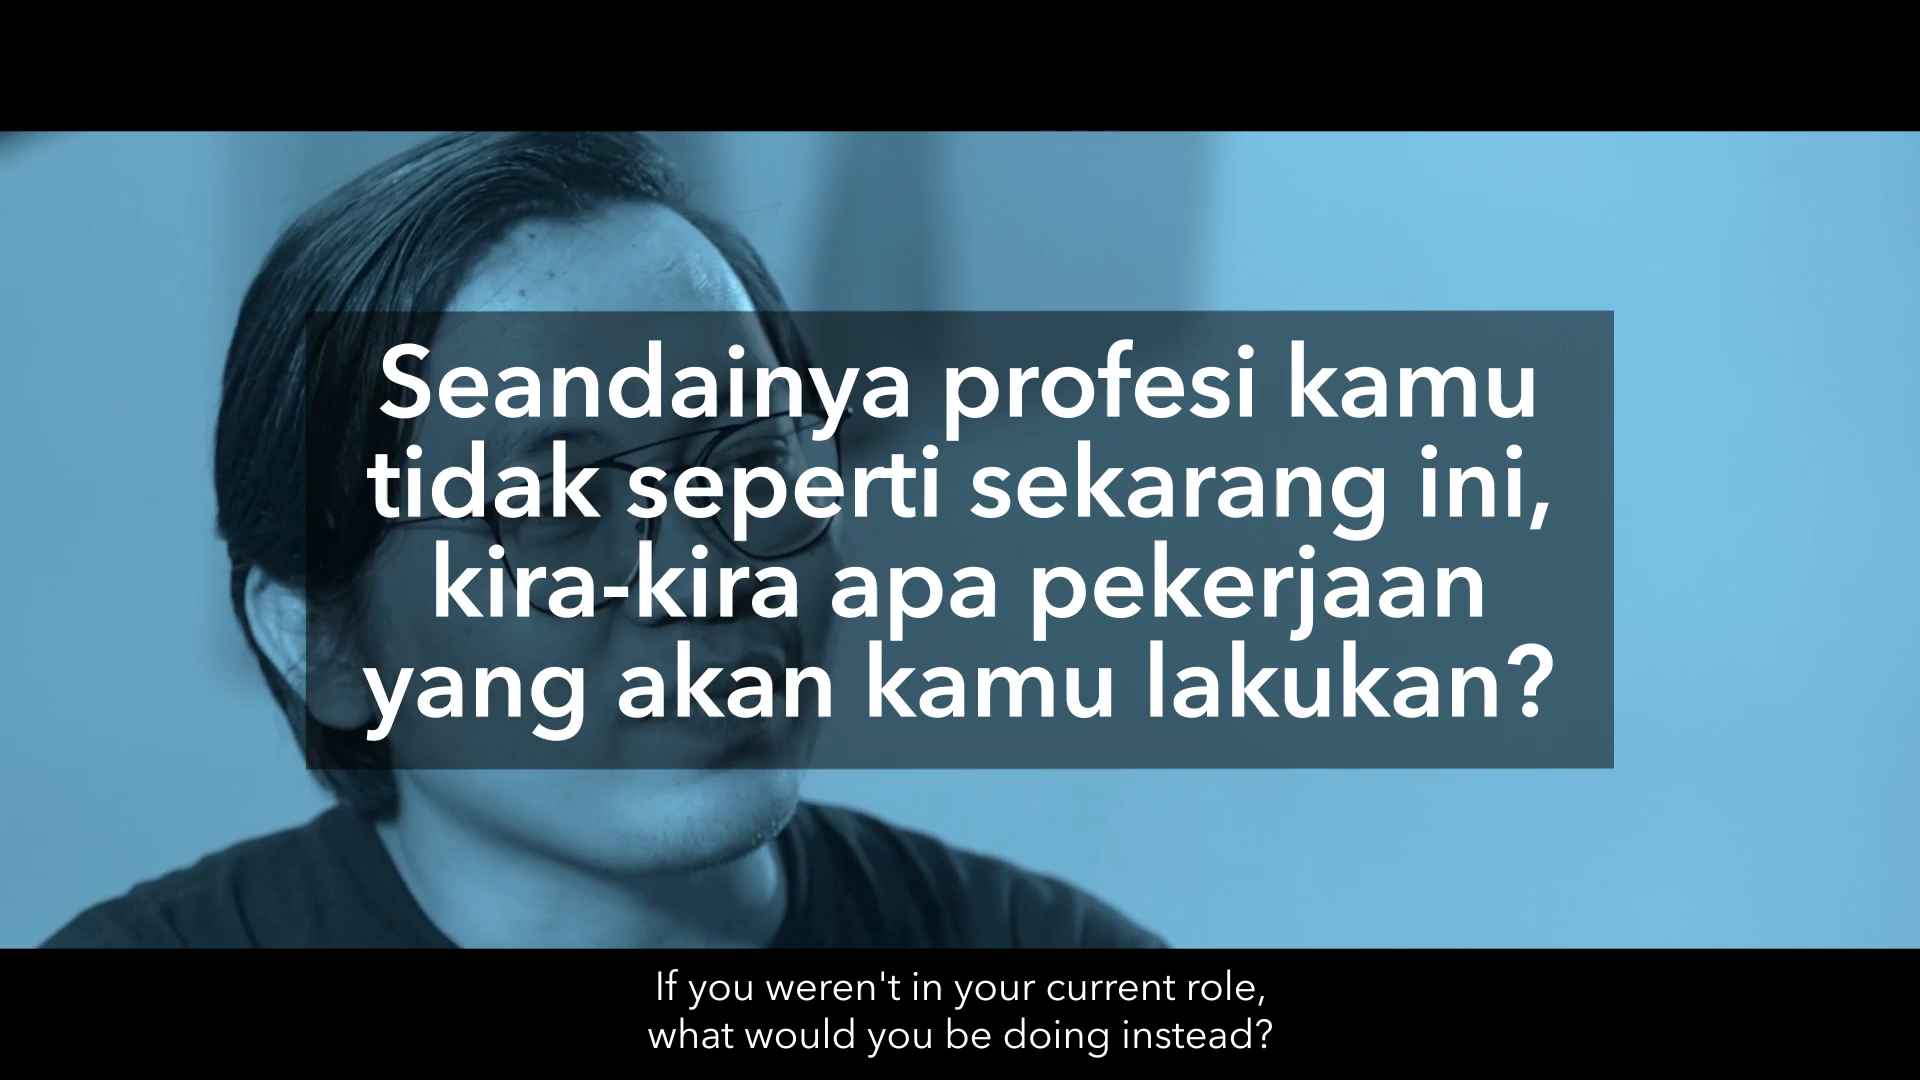 Seandainya profesi kamu
tidak seperti sekarang ini,
kira-kira apa pekerjaan
yang akan kamu lakukan?
If you weren't in your current role,
what would you be doing instead?